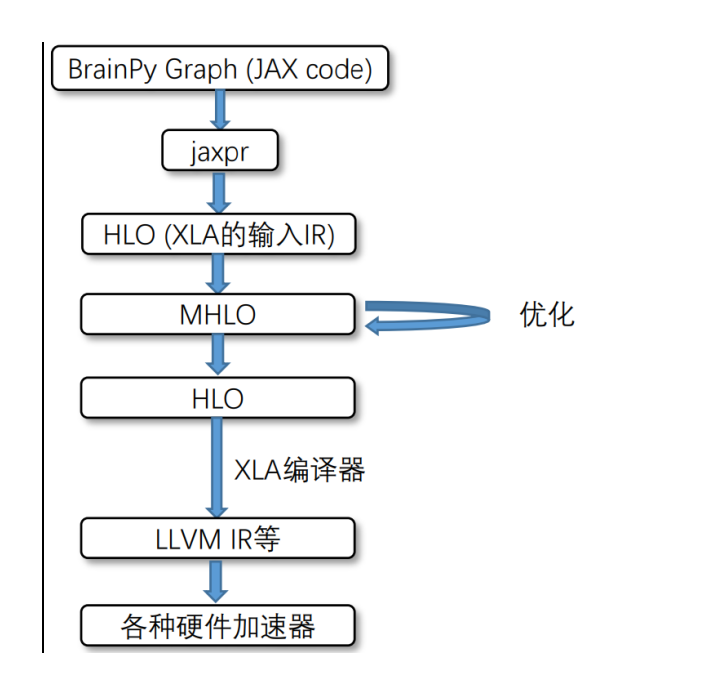 BrainPy Graph (JAX code)
jaxpr
HLO (XLA的输入IR)
MHLO
优化
HLO
XLA编译器
LLVM IR等
各种硬件加速器